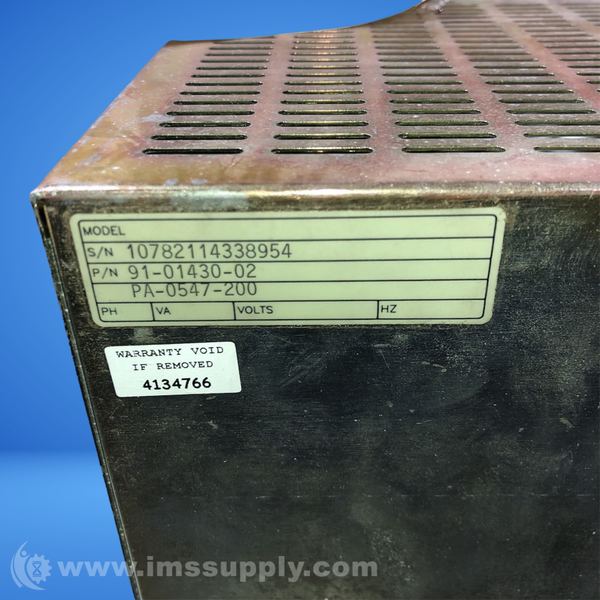 MODEL
S/N 10782114338954
P/N 91-01430-02
PA-0547-200
PH VA VOLTS HZ
WARRANTY VOID
IF REMOVED
4134766
www.imssupply.com